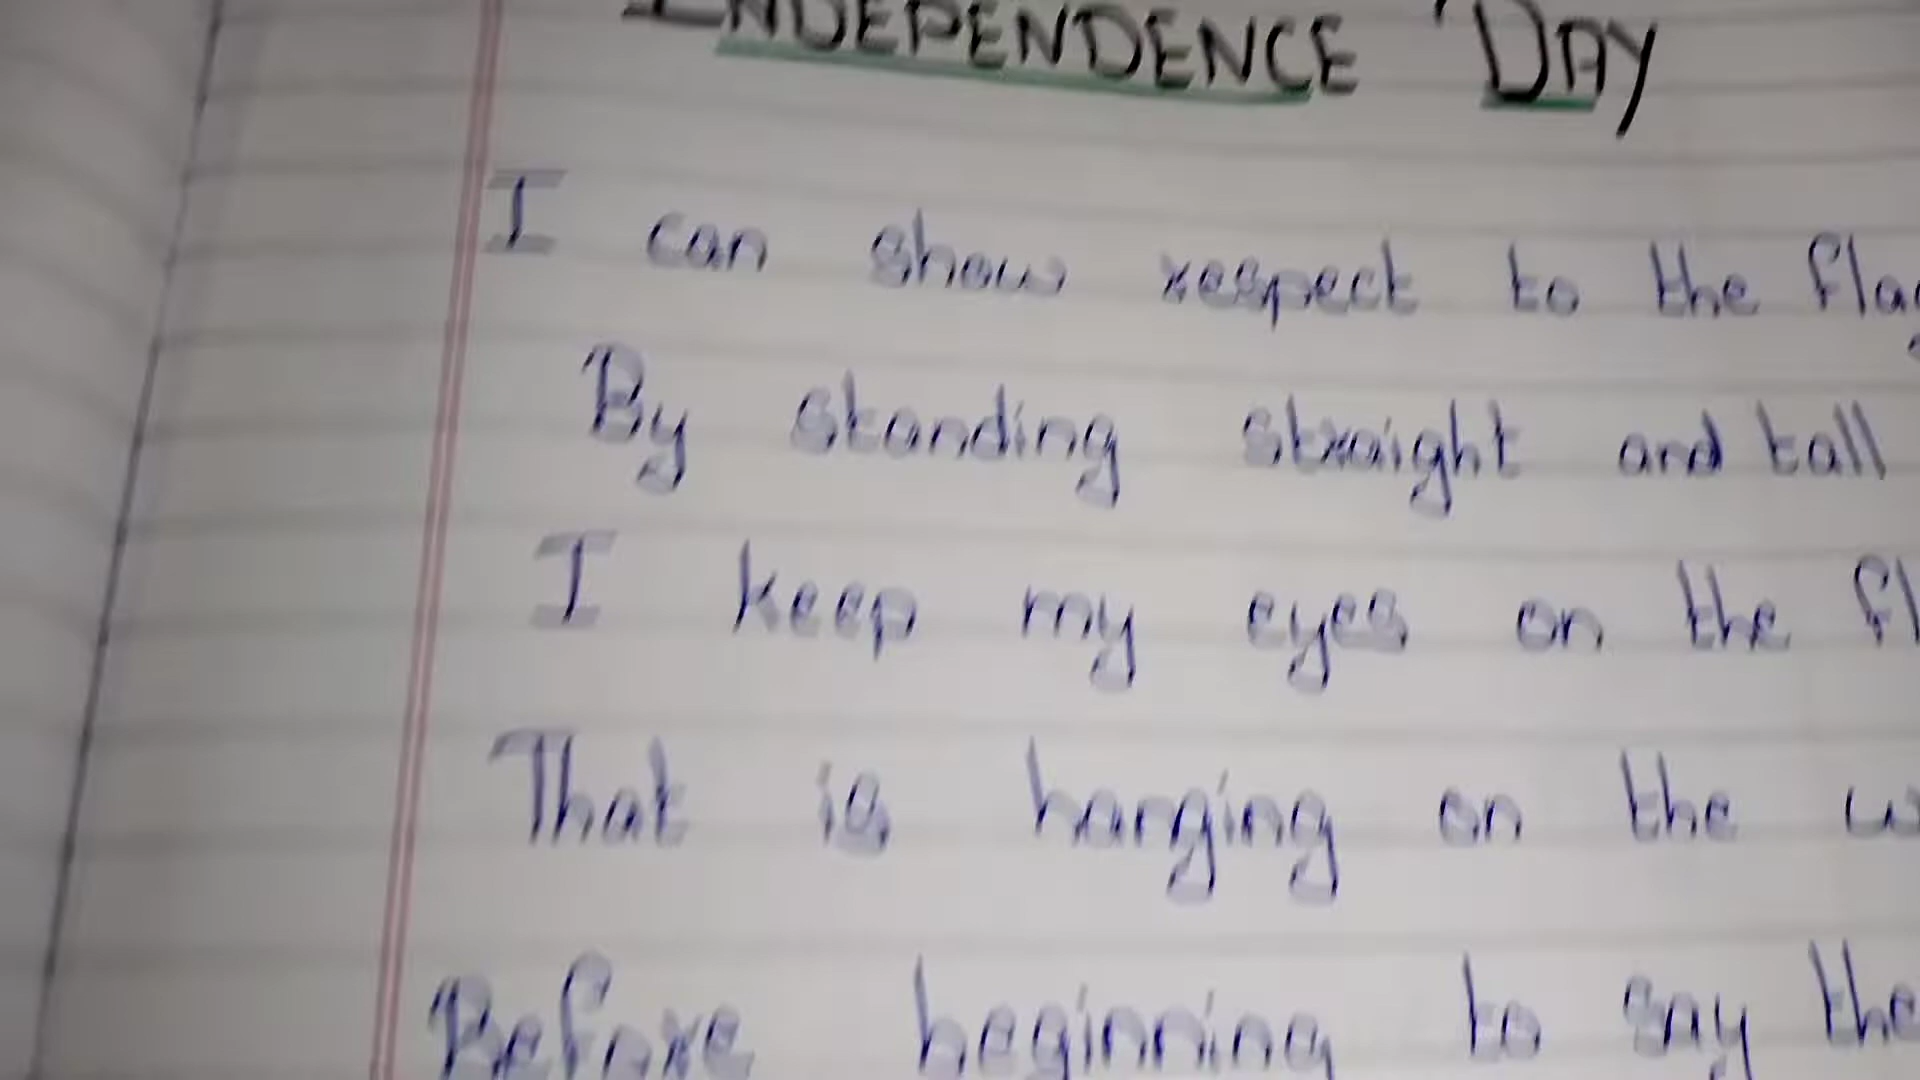 INDEPENDENCE DAY
I can show respect to the flag
By standing straight and tall
I keep my eyes on the fl
That is hanging on the w
Before beginning to say the